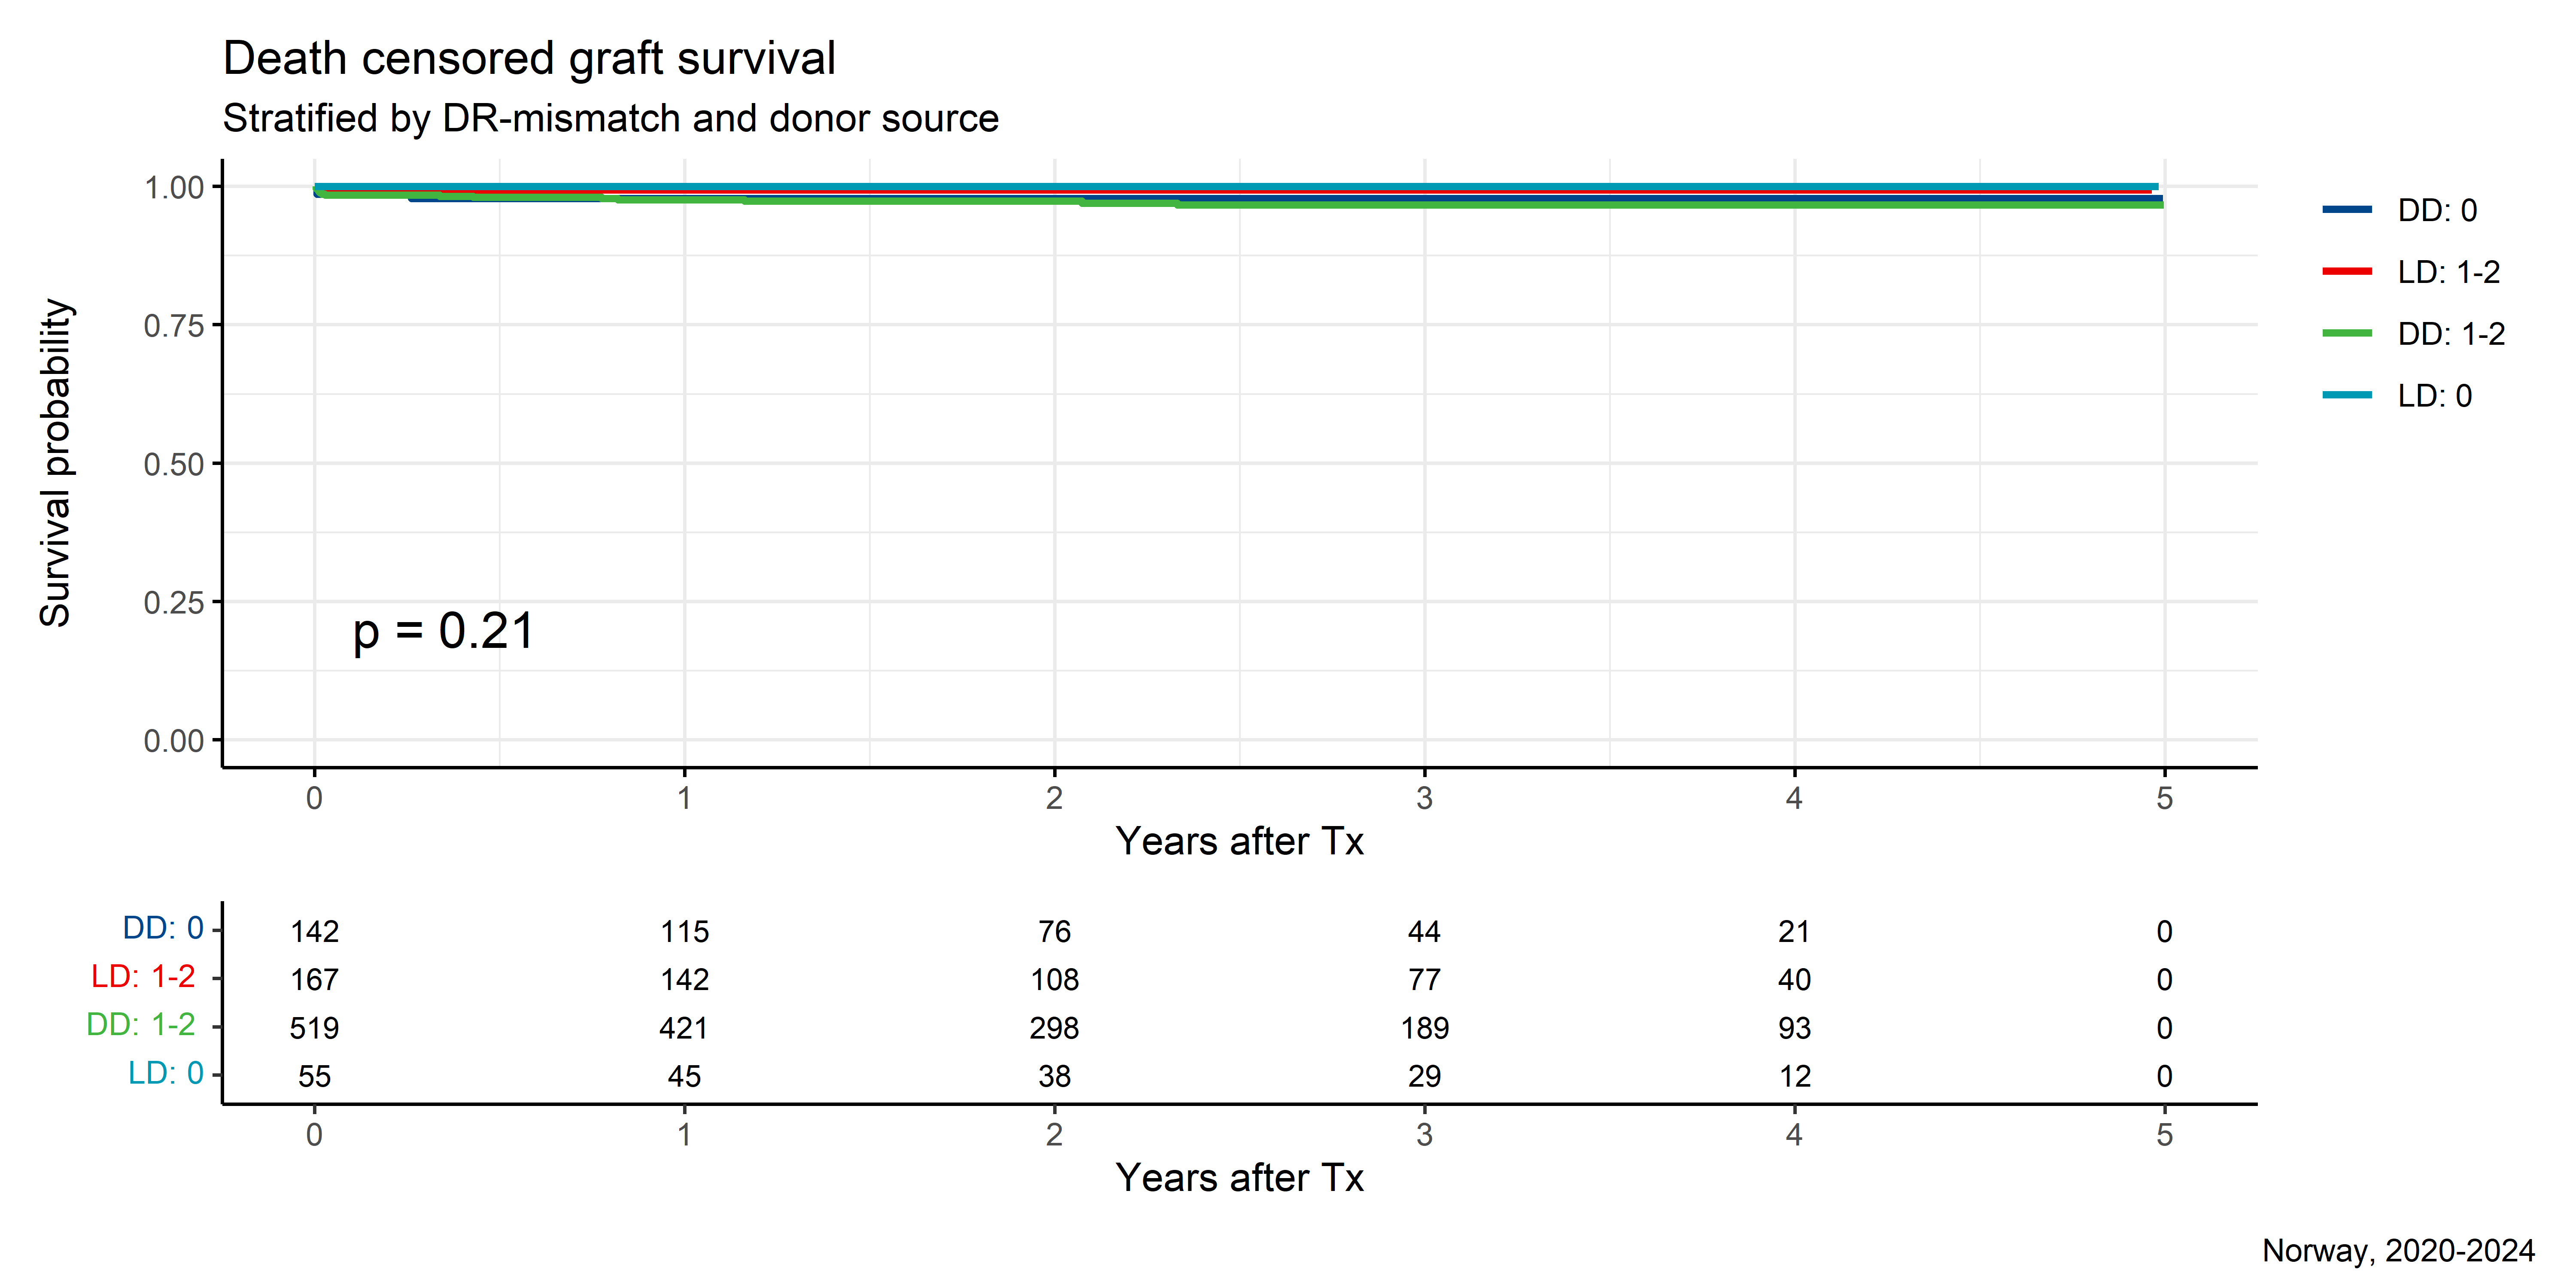 Death censored graft survival
Stratified by DR-mismatch and donor source
Survival probability
1.00
0.75
0.50
0.25
0.00
p = 0.21
0 1 2 3 4 5
Years after Tx
DD: 0
LD: 1-2
DD: 1-2
LD: 0
DD: 0 142 115 76 44 21 0
LD: 1-2 167 142 108 77 40 0
DD: 1-2 519 421 298 189 93 0
LD: 0 55 45 38 29 12 0
0 1 2 3 4 5
Years after Tx
Norway, 2020-2024